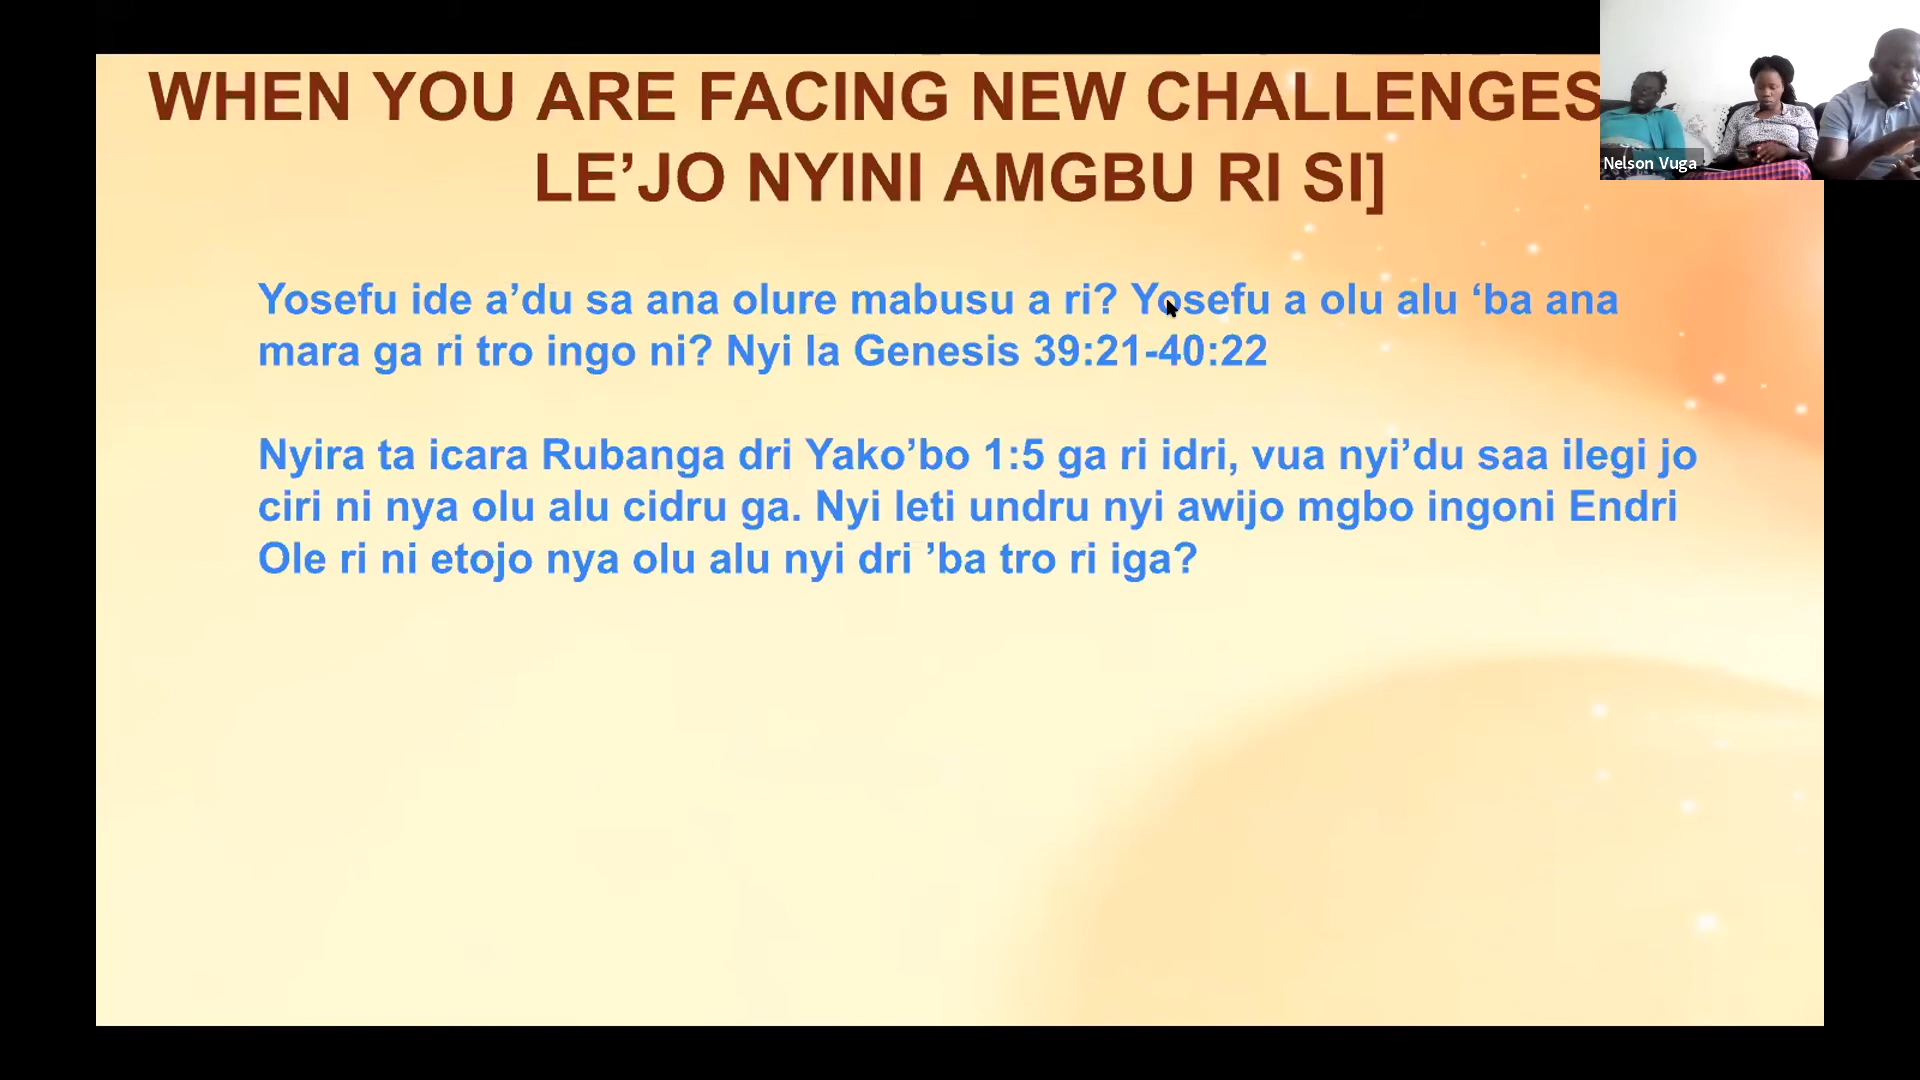 WHEN YOU ARE FACING NEW CHALLENGES
LE’JO NYINI AMGBU RI SI]
Nelson Vuga
Yosefu ide a’du sa ana olure mabusu a ri? Yosefu a olu alu ‘ba ana
mara ga ri tro ingo ni? Nyi la Genesis 39:21-40:22
Nyira ta icara Rubanga dri Yako’bo 1:5 ga ri idri, vua nyi’du saa ilegi jo
ciri ni nya olu alu cidru ga. Nyi leti undru nyi awijo mgbo ingoni Endri
Ole ri ni etojo nya olu alu nyi dri ’ba tro ri iga?